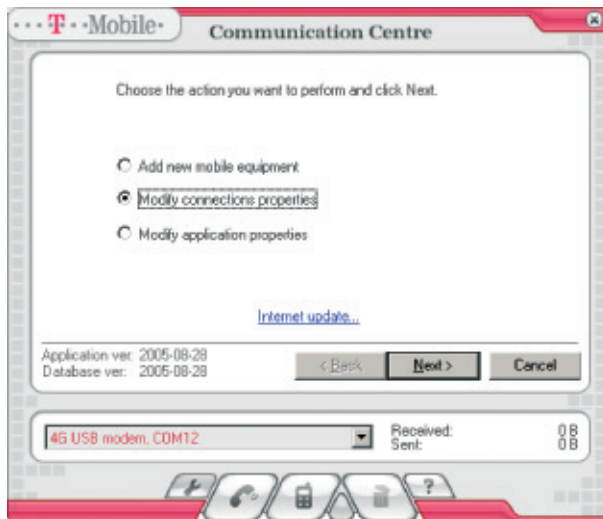 · · · T · · Mobile ·
Communication Centre
Choose the action you want to perform and click Next.
Add new mobile equipment
Modify connections properties
Modify application properties
Internet update...
Application ver: 2005-08-28
Database ver: 2005-08-28
< Back
Next >
Cancel
4G USB modem, COM12
Received: 0 B
Sent: 0 B
?